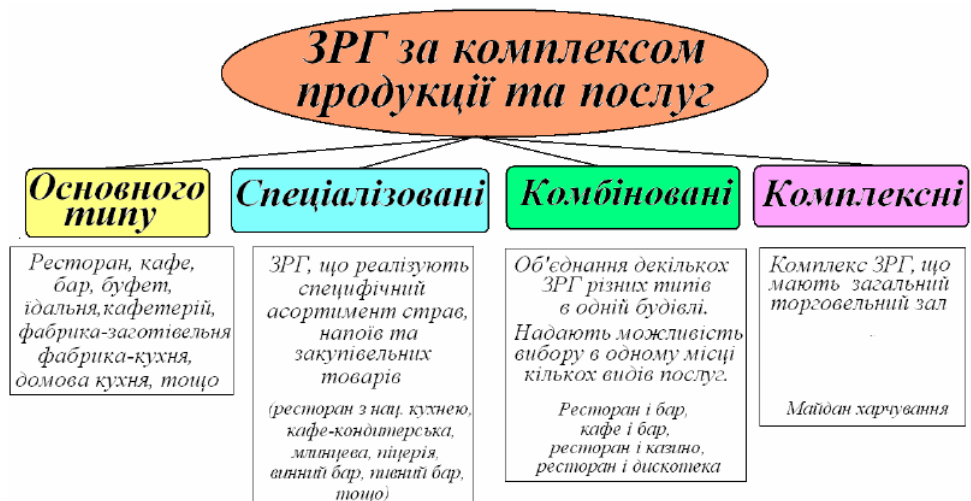 ЗРГ за комплексом
продукції та послуг
Основного
типу
Ресторан, кафе,
бар, буфет,
їдальня,кафетерій,
фабрика-заготівельня
фабрика-кухня,
домова кухня, тощо
Спеціалізовані
ЗРГ, що реалізують
специфічний
асортимент страв,
напоїв та
закупівельних
товарів
(ресторан з нац. кухнею,
кафе-кондитерська,
млинцева, піцерія,
винний бар, пивний бар,
тощо)
Комбіновані
Об'єднання декількох
ЗРГ різних типів
в одній будівлі.
Надають можливість
вибору в одному місці
кількох видів послуг.
Ресторан і бар,
кафе і бар,
ресторан і казино,
ресторан і дискотека
Комплексні
Комплекс ЗРГ, що
мають загальний
торговельний зал
Майдан харчування